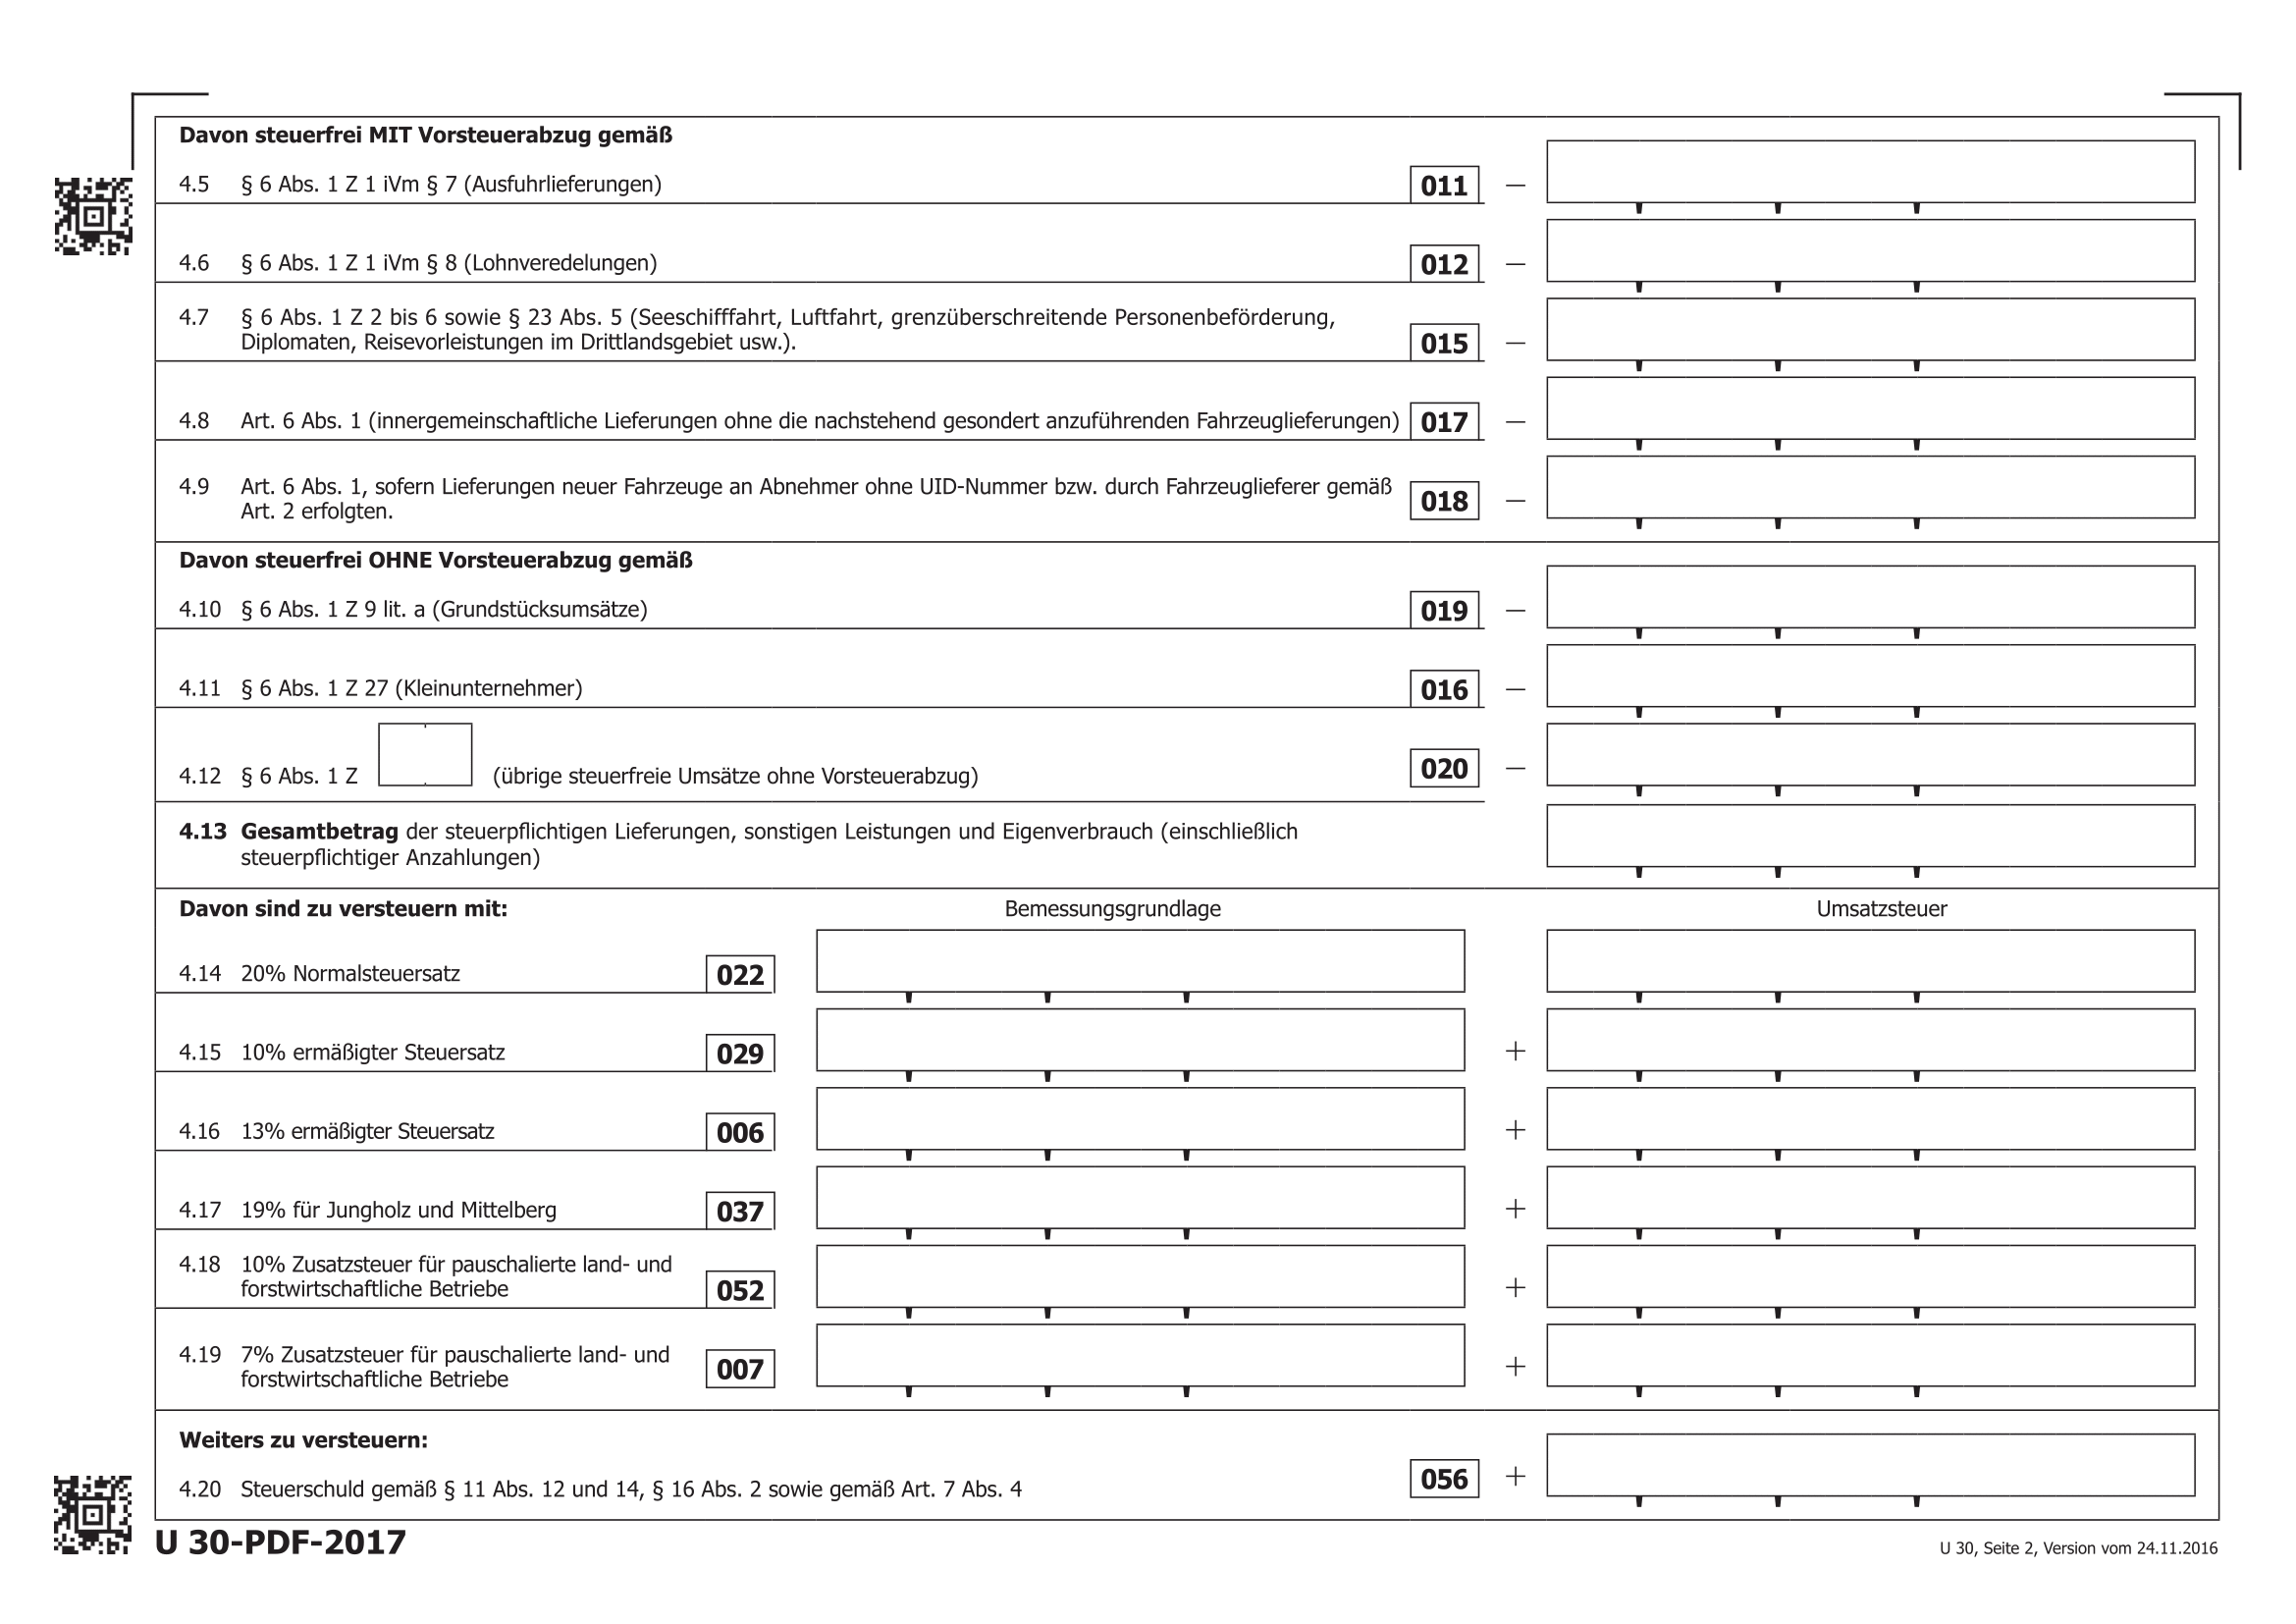 Davon steuerfrei MIT Vorsteuerabzug gemäß
4.5 § 6 Abs. 1 Z 1 iVm § 7 (Ausfuhrlieferungen) 011 –
4.6 § 6 Abs. 1 Z 1 iVm § 8 (Lohnveredelungen) 012 –
4.7 § 6 Abs. 1 Z 2 bis 6 sowie § 23 Abs. 5 (Seeschifffahrt, Luftfahrt, grenzüberschreitende Personenbeförderung,
Diplomaten, Reisevorleistungen im Drittlandsgebiet usw.). 015 –
4.8 Art. 6 Abs. 1 (innergemeinschaftliche Lieferungen ohne die nachstehend gesondert anzuführenden Fahrzeuglieferungen) 017 –
4.9 Art. 6 Abs. 1, sofern Lieferungen neuer Fahrzeuge an Abnehmer ohne UID-Nummer bzw. durch Fahrzeuglieferer gemäß
Art. 2 erfolgten. 018 –
Davon steuerfrei OHNE Vorsteuerabzug gemäß
4.10 § 6 Abs. 1 Z 9 lit. a (Grundstücksumsätze) 019 –
4.11 § 6 Abs. 1 Z 27 (Kleinunternehmer) 016 –
4.12 § 6 Abs. 1 Z (übrige steuerfreie Umsätze ohne Vorsteuerabzug) 020 –
4.13 Gesamtbetrag der steuerpflichtigen Lieferungen, sonstigen Leistungen und Eigenverbrauch (einschließlich
steuerpflichtiger Anzahlungen)
Davon sind zu versteuern mit: Bemessungsgrundlage Umsatzsteuer
4.14 20% Normalsteuersatz 022
4.15 10% ermäßigter Steuersatz 029 +
4.16 13% ermäßigter Steuersatz 006 +
4.17 19% für Jungholz und Mittelberg 037 +
4.18 10% Zusatzsteuer für pauschalierte land- und
forstwirtschaftliche Betriebe 052 +
4.19 7% Zusatzsteuer für pauschalierte land- und
forstwirtschaftliche Betriebe 007 +
Weiters zu versteuern:
4.20 Steuerschuld gemäß § 11 Abs. 12 und 14, § 16 Abs. 2 sowie gemäß Art. 7 Abs. 4 056 +
U 30-PDF-2017
U 30, Seite 2, Version vom 24.11.2016